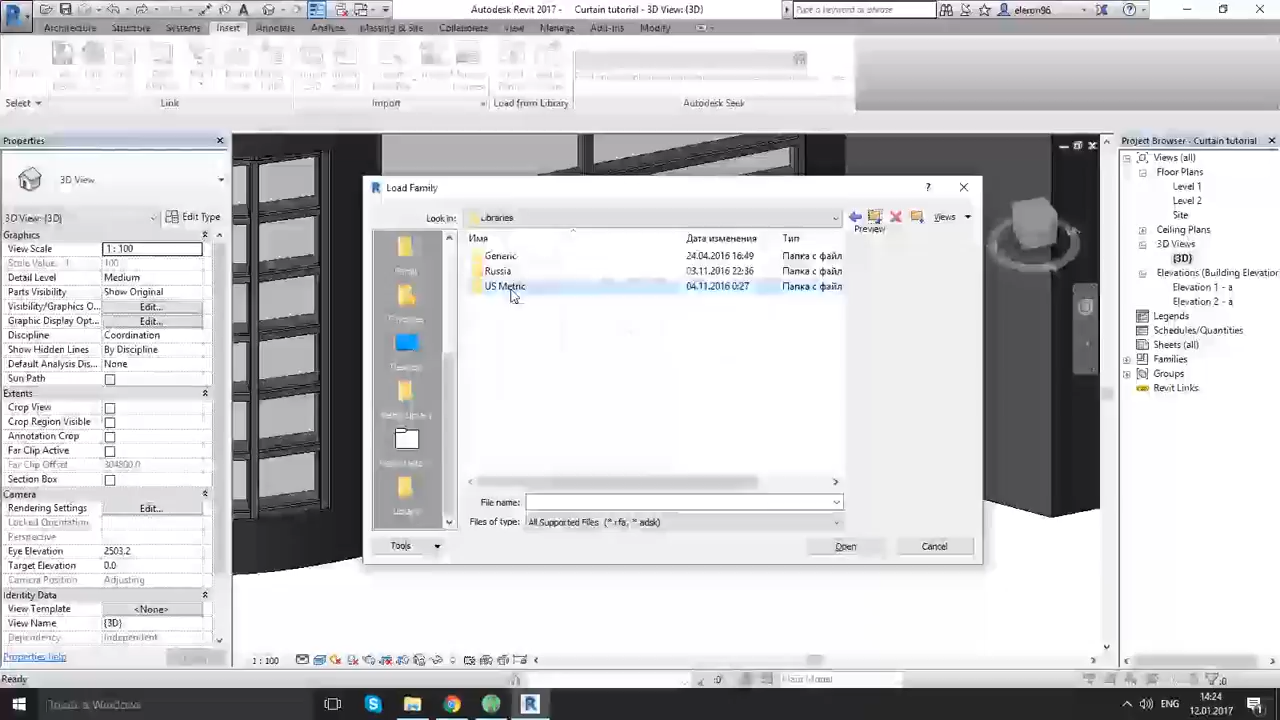 Autodesk Revit 2017 - Curtain tutorial - 3D View: {3D}
Type a keyword or phrase
eleron96
Architecture Structure Systems Insert Annotate Analyze Massing & Site Collaborate View Manage Add-Ins Modify
Select
Link
Import
Load from Library
Autodesk Seek
Properties
3D View
3D View: {3D}
Edit Type
Graphics
View Scale
1 : 100
Scale Value 1:
100
Detail Level
Medium
Parts Visibility
Show Original
Visibility/Graphics O...
Edit...
Graphic Display Opt...
Edit...
Discipline
Coordination
Show Hidden Lines
By Discipline
Default Analysis Dis...
None
Sun Path
Extents
Crop View
Crop Region Visible
Annotation Crop
Far Clip Active
Far Clip Offset
304800.0
Section Box
Camera
Rendering Settings
Edit...
Locked Orientation
Perspective
Eye Elevation
2503.2
Target Elevation
0.0
Camera Position
Adjusting
Identity Data
View Template
<None>
View Name
{3D}
Dependency
Independent
Properties help
Load Family
Look in:
Libraries
Views
Preview
Имя
Дата изменения
Тип
Generic
24.04.2016 16:49
Папка с файл
Russia
03.11.2016 22:36
Папка с файл
US Metric
04.11.2016 0:27
Папка с файл
File name:
Files of type:
All Supported Files (*.rfa, *.adsk)
Tools
Open
Cancel
Project Browser - Curtain tutorial
Views (all)
Floor Plans
Level 1
Level 2
Site
Ceiling Plans
3D Views
{3D}
Elevations (Building Elevation
Elevation 1 - a
Elevation 2 - a
Legends
Schedules/Quantities
Sheets (all)
Families
Groups
Revit Links
1 : 100
Ready
:0
Main Model
:0
ENG
14:24
12.01.2017